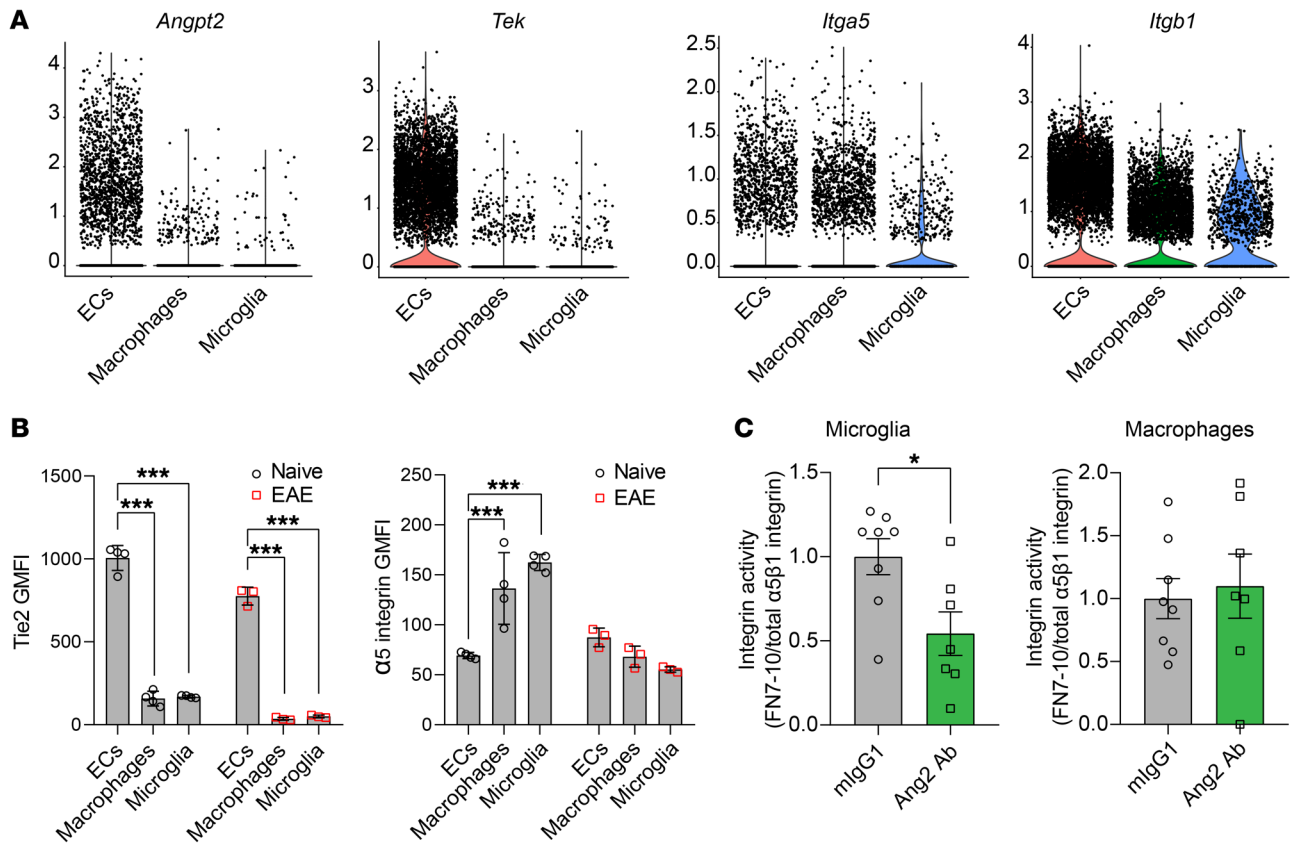 A
Angpt2
Tek
Itga5
Itgb1
4
3
2
1
0
ECs
Macrophages
Microglia
3
2
1
0
ECs
Macrophages
Microglia
2.5
2.0
1.5
1.0
0.5
0.0
ECs
Macrophages
Microglia
4
3
2
1
0
ECs
Macrophages
Microglia
B
Tie2 GMFI
1500
1000
500
0
***
***
***
***
Naive
EAE
ECs
Macrophages
Microglia
ECs
Macrophages
Microglia
α5 integrin GMFI
250
200
150
100
50
0
***
***
Naive
EAE
ECs
Macrophages
Microglia
ECs
Macrophages
Microglia
C
Microglia
Integrin activity
(FN7-10/total α5β1 integrin)
1.5
1.0
0.5
0.0
*
mIgG1
Ang2 Ab
Macrophages
Integrin activity
(FN7-10/total α5β1 integrin)
2.0
1.5
1.0
0.5
0.0
mIgG1
Ang2 Ab